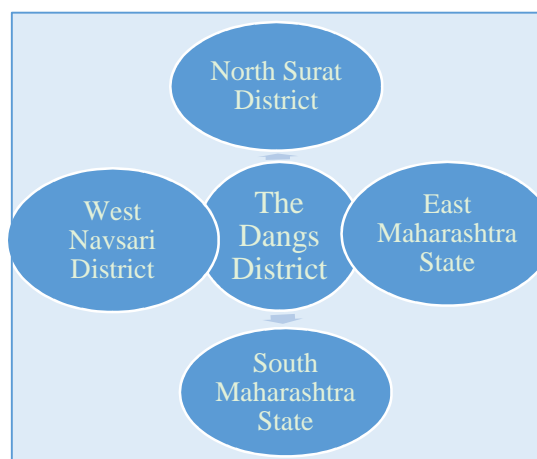 North Surat
District
West
Navsari
District
The
Dangs
District
East
Maharashtra
State
South
Maharashtra
State